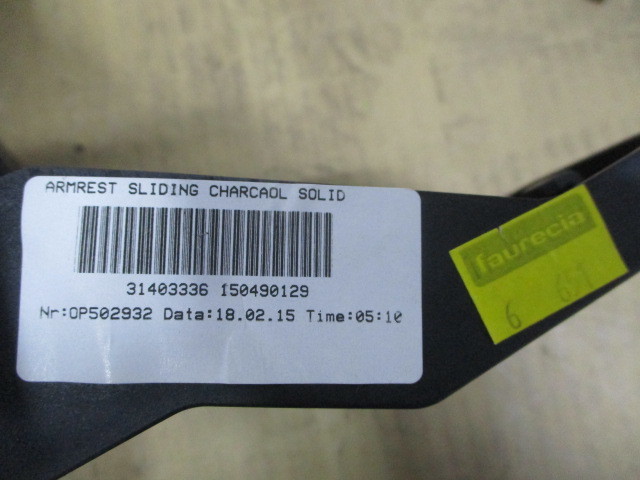 ARMREST SLIDING CHARCAOL SOLID
31403336 150490129
Nr:OP502932 Data:18.02.15 Time:05:10
faurecia
6